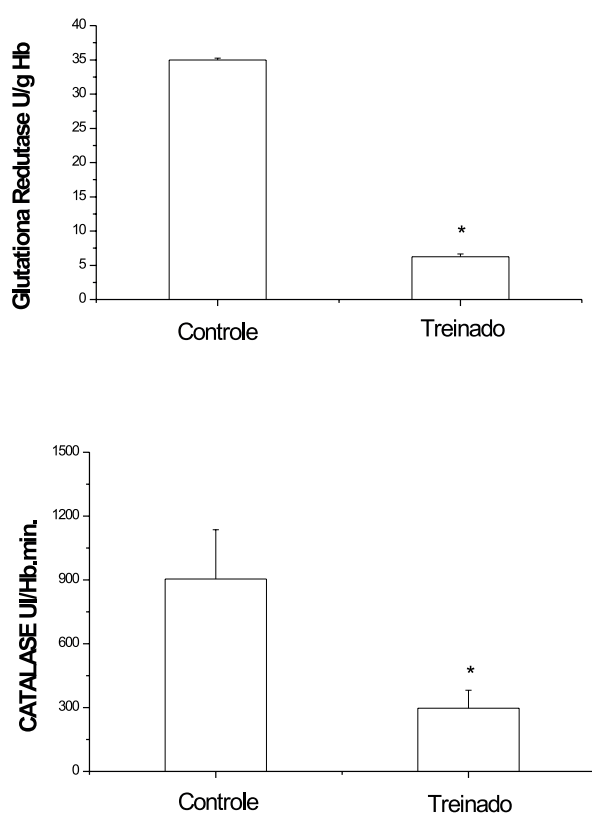 Glutationa Redutase U/g Hb
40
35
30
25
20
15
10
5
0
*
Controle
Treinado
CATALASE UI/Hb.min.
1500
1200
900
600
300
0
*
Controle
Treinado